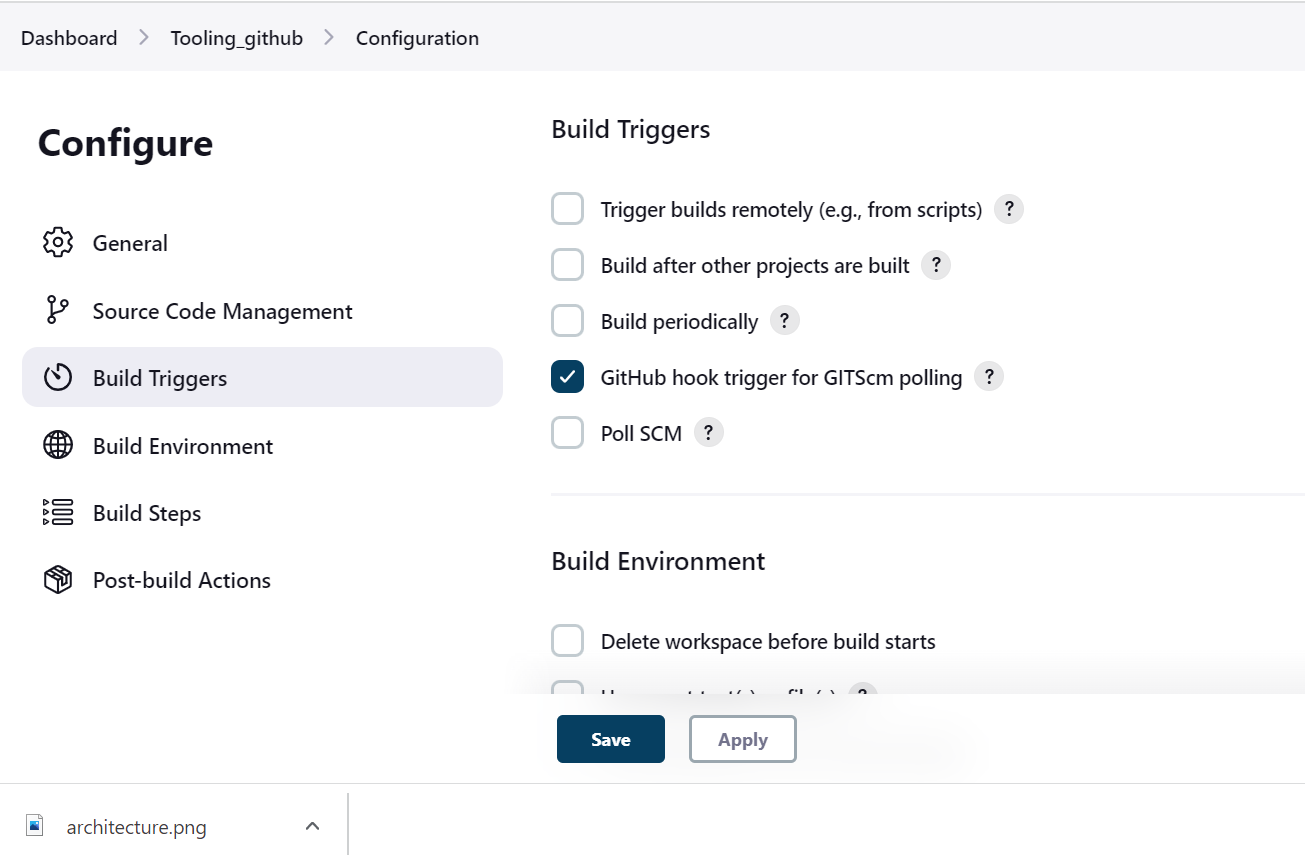 Dashboard > Tooling_github > Configuration
Configure
General
Source Code Management
Build Triggers
Build Environment
Build Steps
Post-build Actions
Build Triggers
Trigger builds remotely (e.g., from scripts) ?
Build after other projects are built ?
Build periodically ?
GitHub hook trigger for GITScm polling ?
Poll SCM ?
Build Environment
Delete workspace before build starts
Save
Apply
architecture.png